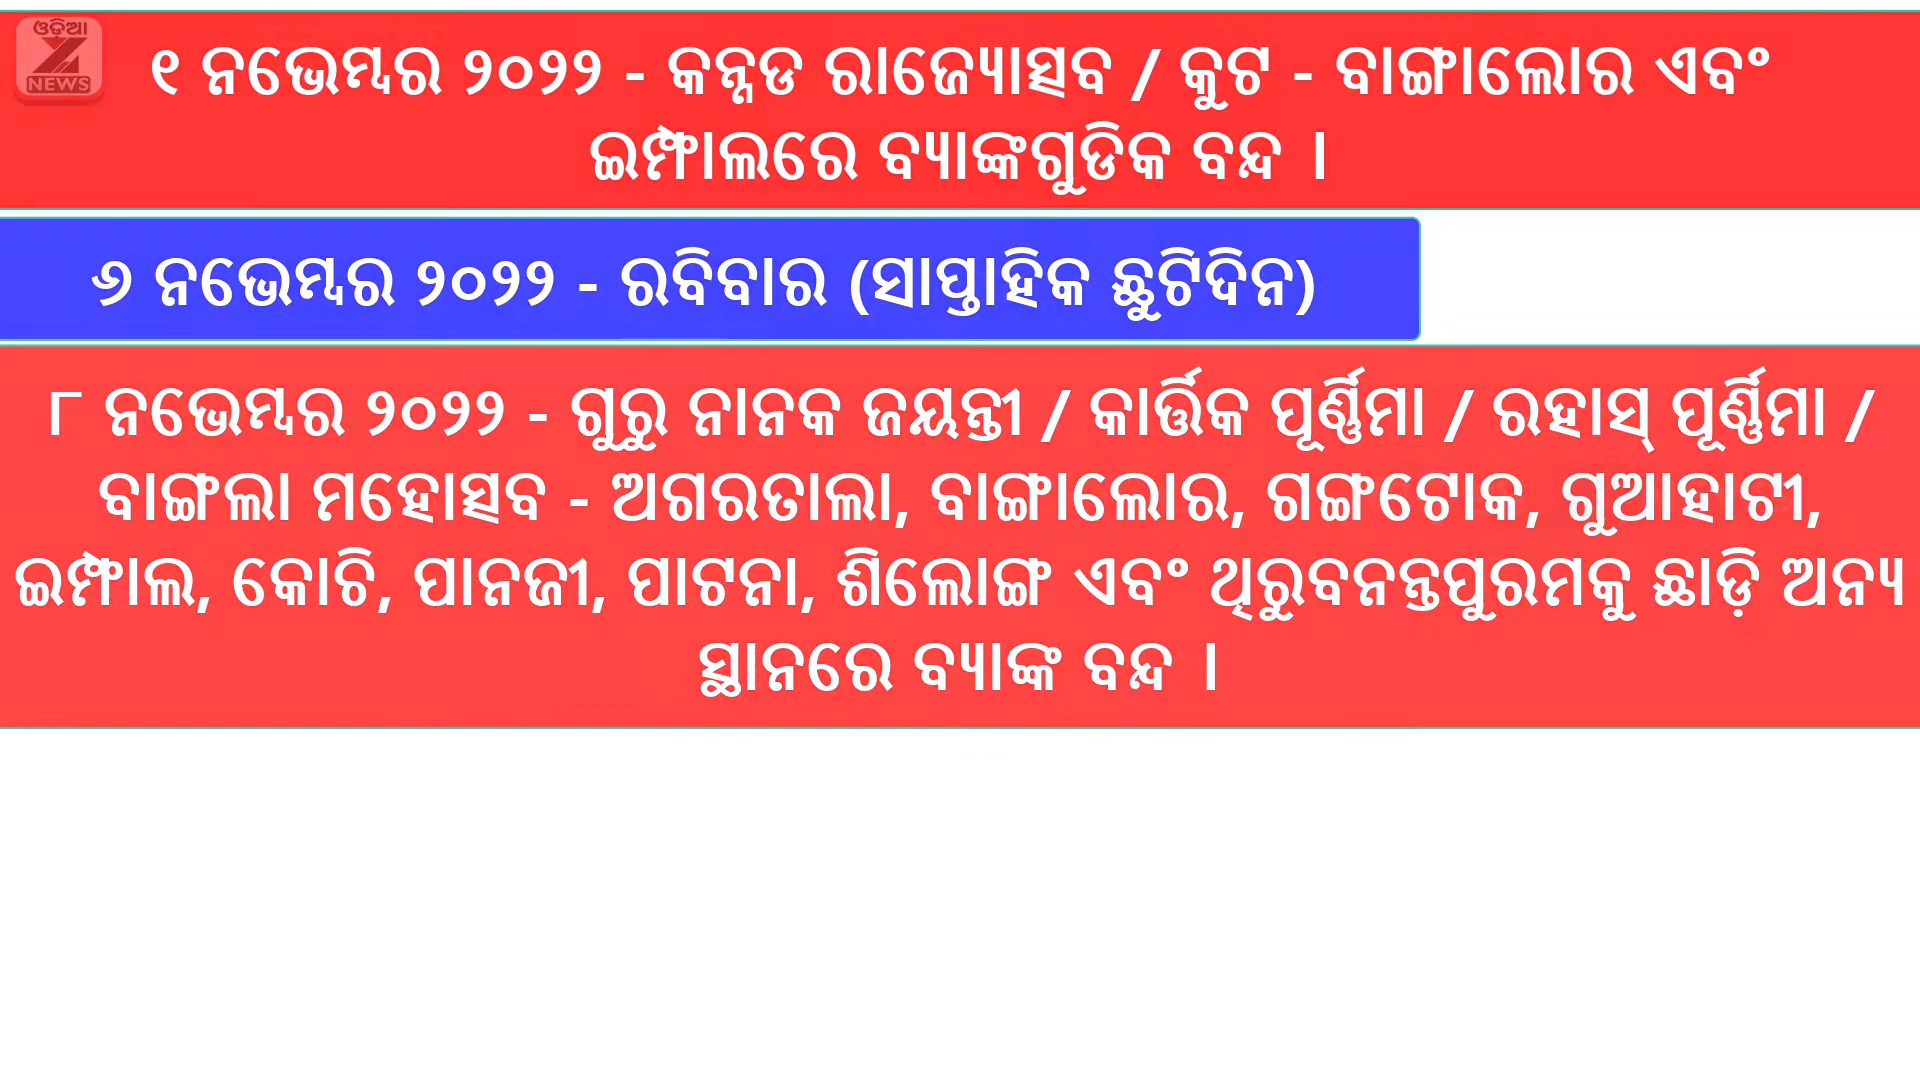 ଓଡ଼ିଆ
NEWS
୧ ନଭେମ୍ବର ୨୦୨୨ - କନ୍ନଡ ରାଜ୍ୟୋତ୍ସବ / କୁଟ - ବାଙ୍ଗାଲୋର ଏବଂ
ଇମ୍ଫାଲରେ ବ୍ୟାଙ୍କଗୁଡିକ ବନ୍ଦ ।
୬ ନଭେମ୍ବର ୨୦୨୨ - ରବିବାର (ସାପ୍ତାହିକ ଛୁଟିଦିନ)
୮ ନଭେମ୍ବର ୨୦୨୨ - ଗୁରୁ ନାନକ ଜୟନ୍ତୀ / କାର୍ତ୍ତିକ ପୂର୍ଣ୍ଣିମା / ରହାସ୍ ପୂର୍ଣ୍ଣିମା /
ବାଙ୍ଗଲା ମହୋତ୍ସବ - ଅଗରତାଲା, ବାଙ୍ଗାଲୋର, ଗଙ୍ଗଟୋକ, ଗୁଆହାଟୀ,
ଇମ୍ଫାଲ, କୋଚି, ପାନଜୀ, ପାଟନା, ଶିଲୋଙ୍ଗ ଏବଂ ଥିରୁବନନ୍ତପୁରମକୁ ଛାଡ଼ି ଅନ୍ୟ
ସ୍ଥାନରେ ବ୍ୟାଙ୍କ ବନ୍ଦ ।